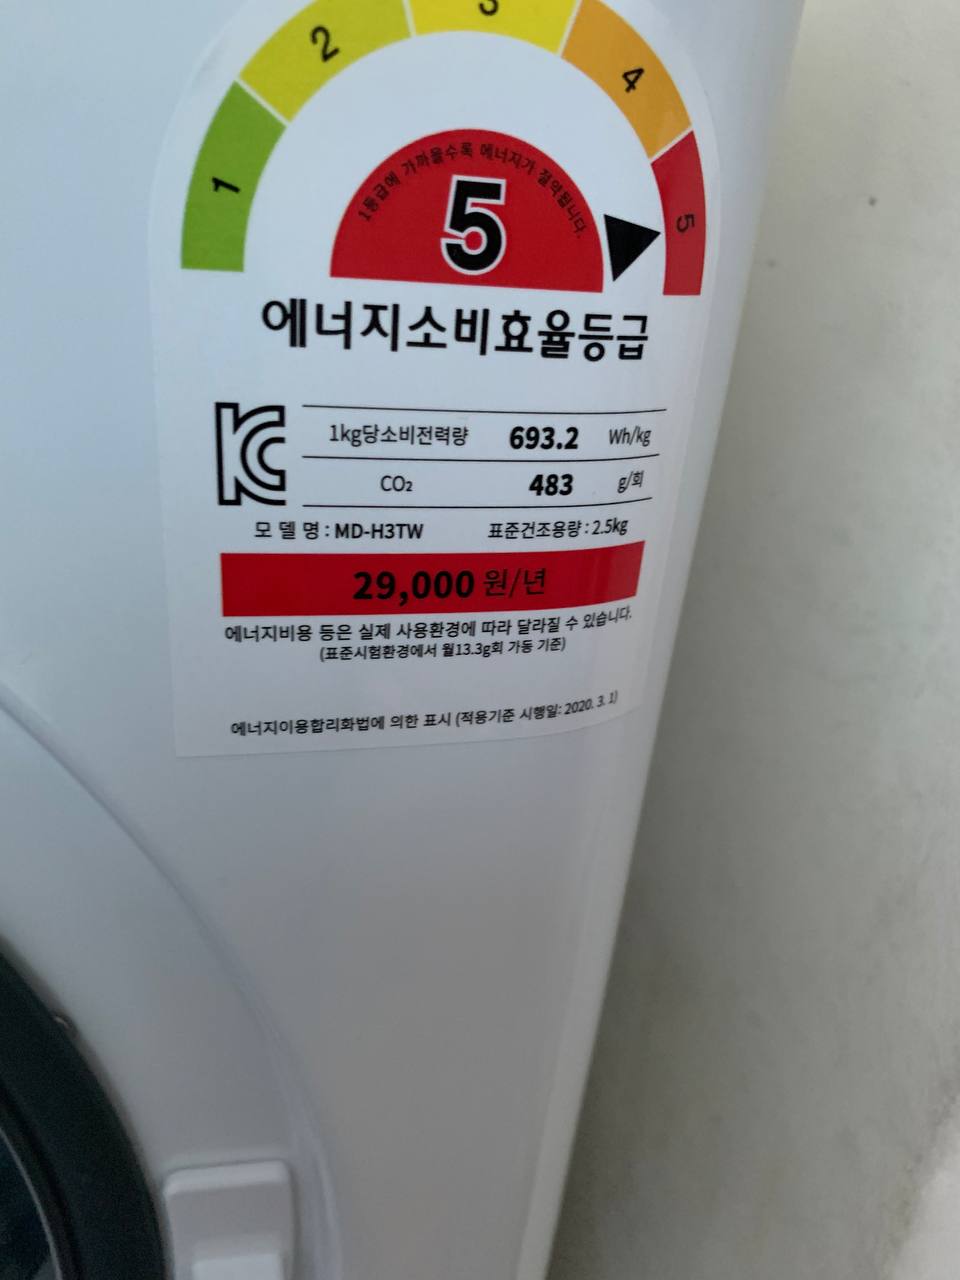 1
2
3
4
5
1등급에 가까울수록 에너지가 절약됩니다.
5
에너지소비효율등급
KC
1kg당소비전력량 693.2 Wh/kg
CO₂ 483 g/회
모 델 명 : MD-H3TW 표준건조용량 : 2.5kg
29,000 원/년
에너지비용 등은 실제 사용환경에 따라 달라질 수 있습니다.
(표준시험환경에서 월13.3g회 가동 기준)
에너지이용합리화법에 의한 표시 (적용기준 시행일: 2020. 3. 1)